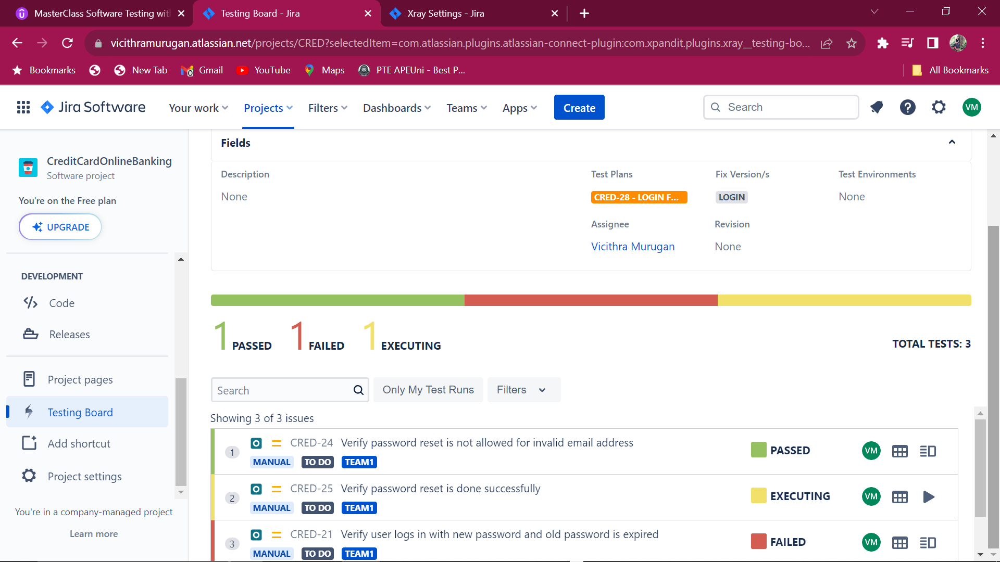 MasterClass Software Testing with
Testing Board - Jira
Xray Settings - Jira
vicithramurugan.atlassian.net/projects/CRED?selectedItem=com.atlassian.plugins.atlassian-connect-plugin:com.xpandit.plugins.xray__testing-bo...
Bookmarks
New Tab
Gmail
YouTube
Maps
PTE APEUni - Best P...
All Bookmarks
Jira Software
Your work
Projects
Filters
Dashboards
Teams
Apps
Create
Search
VM
CreditCardOnlineBanking
Software project
You're on the Free plan
UPGRADE
DEVELOPMENT
Code
Releases
Project pages
Testing Board
Add shortcut
Project settings
You're in a company-managed project
Learn more
Fields
Description
None
Test Plans
CRED-28 - LOGIN F...
Fix Version/s
LOGIN
Test Environments
None
Assignee
Vicithra Murugan
Revision
None
1 PASSED 1 FAILED 1 EXECUTING
TOTAL TESTS: 3
Search
Only My Test Runs
Filters
Showing 3 of 3 issues
1 CRED-24 Verify password reset is not allowed for invalid email address PASSED VM
MANUAL TO DO TEAM1
2 CRED-25 Verify password reset is done successfully EXECUTING VM
MANUAL TO DO TEAM1
3 CRED-21 Verify user logs in with new password and old password is expired FAILED VM
MANUAL TO DO TEAM1